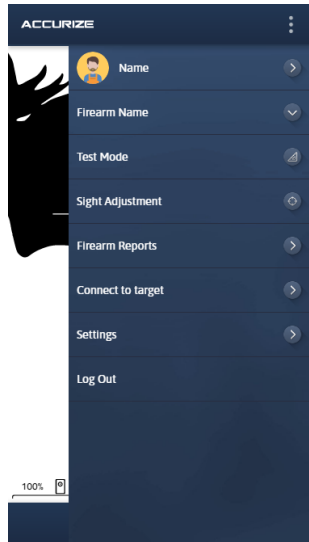 ACCURIZE
Name
Firearm Name
Test Mode
Sight Adjustment
Firearm Reports
Connect to target
Settings
Log Out
100%